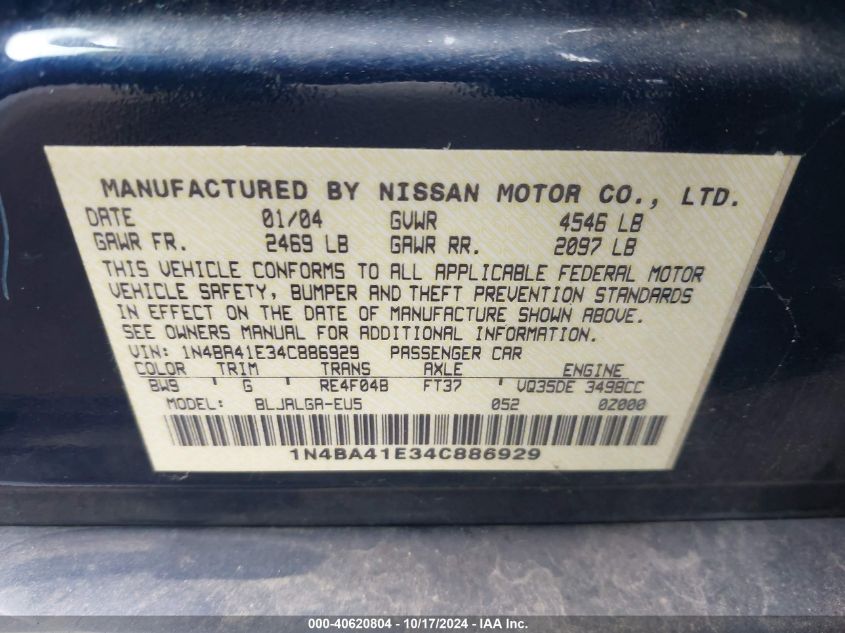 MANUFACTURED BY NISSAN MOTOR CO., LTD.
DATE 01/04 GVWR 4546 LB
GAWR FR. 2469 LB GAWR RR. 2097 LB
THIS VEHICLE CONFORMS TO ALL APPLICABLE FEDERAL MOTOR
VEHICLE SAFETY, BUMPER AND THEFT PREVENTION STANDARDS
IN EFFECT ON THE DATE OF MANUFACTURE SHOWN ABOVE.
SEE OWNERS MANUAL FOR ADDITIONAL INFORMATION.
VIN: 1N4BA41E34C886929 PASSENGER CAR
COLOR TRIM TRANS AXLE ENGINE
BW9 G RE4F04B FT37 VQ35DE 3498CC
MODEL: BLJALGA-EU5 052 0Z000
1N4BA41E34C886929
000-40620804 - 10/17/2024 - IAA Inc.